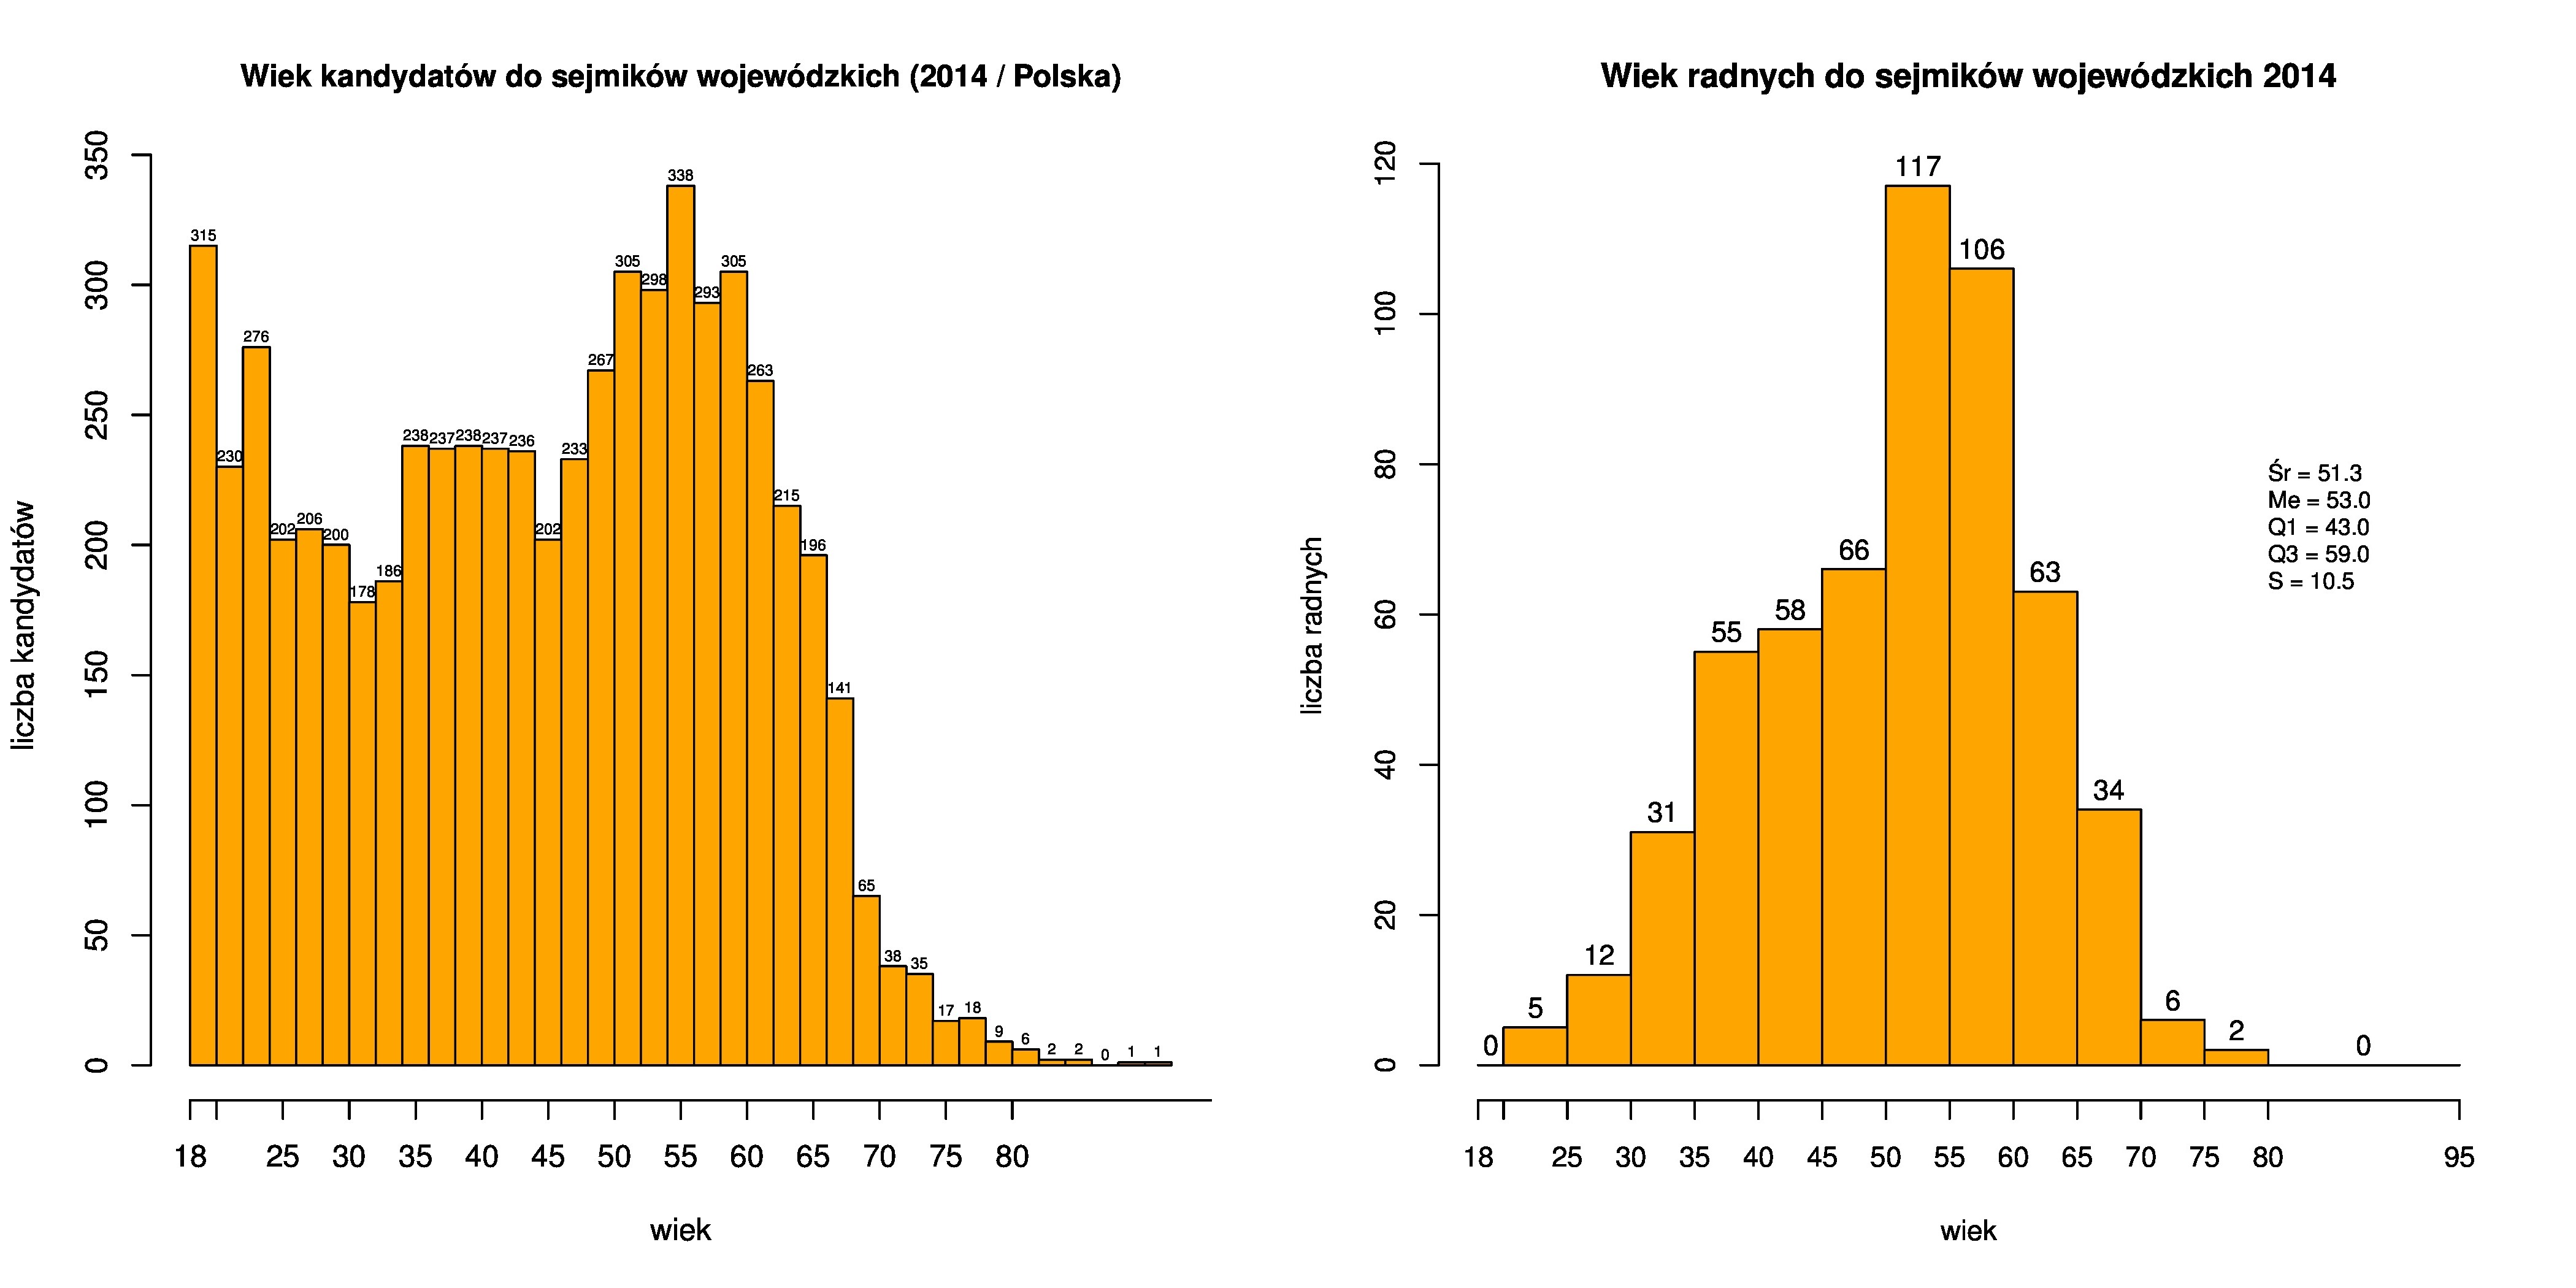 Wiek kandydatów do sejmików wojewódzkich (2014 / Polska)
liczba kandydatów
0 50 100 150 200 250 300 350
315 230 276 202 206 200 178 186 238 237 238 237 236 202 233 267 305 298 338 293 305 263 215 196 141 65 38 35 17 18 9 6 2 2 0 1 1
18 25 30 35 40 45 50 55 60 65 70 75 80
wiek
Wiek radnych do sejmików wojewódzkich 2014
liczba radnych
0 20 40 60 80 100 120
0 5 12 31 55 58 66 117 106 63 34 6 2 0
Śr = 51.3
Me = 53.0
Q1 = 43.0
Q3 = 59.0
S = 10.5
18 25 30 35 40 45 50 55 60 65 70 75 80 95
wiek